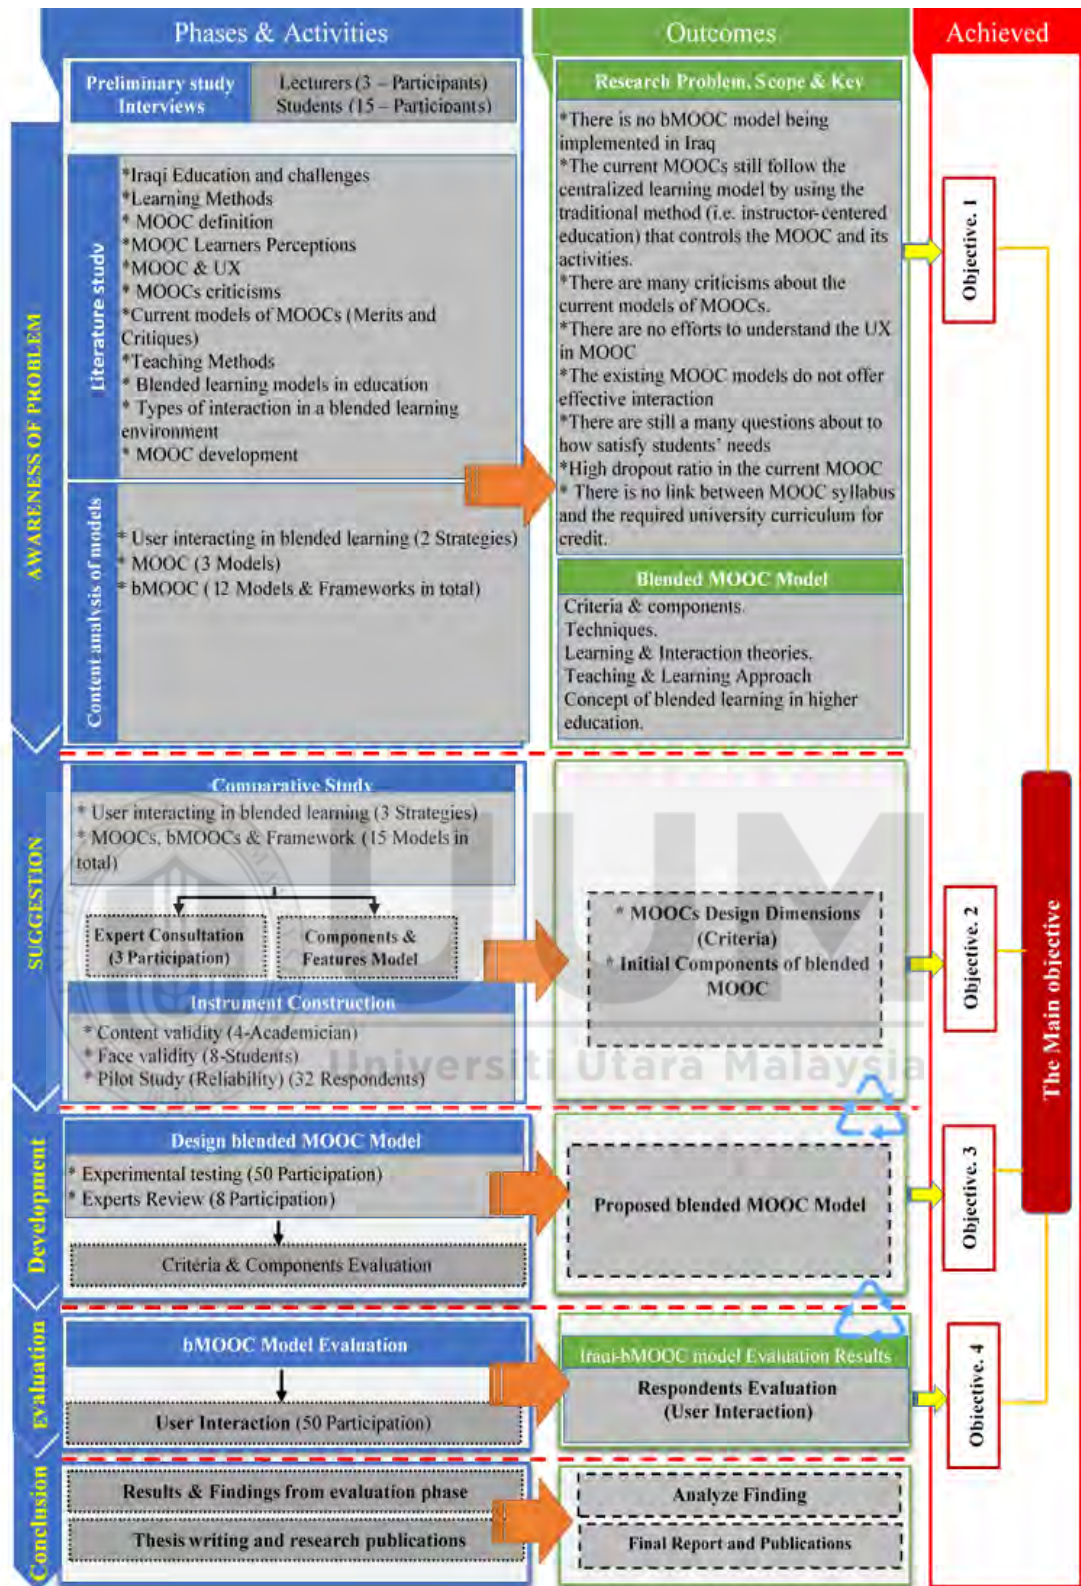 Phases & Activities
Outcomes
Achieved
AWARENESS OF PROBLEM
Preliminary study
Interviews
Lecturers (3 – Participants)
Students (15 – Participants)
Literature study
*Iraqi Education and challenges
*Learning Methods
* MOOC definition
*MOOC Learners Perceptions
*MOOC & UX
* MOOCs criticisms
*Current models of MOOCs (Merits and
Critiques)
*Teaching Methods
* Blended learning models in education
* Types of interaction in a blended learning
environment
* MOOC development
Content analysis of models
* User interacting in blended learning (2 Strategies)
* MOOC (3 Models)
* bMOOC (12 Models & Frameworks in total)
Research Problem, Scope & Key
*There is no bMOOC model being
implemented in Iraq
*The current MOOCs still follow the
centralized learning model by using the
traditional method (i.e. instructor-centered
education) that controls the MOOC and its
activities.
*There are many criticisms about the
current models of MOOCs.
*There are no efforts to understand the UX
in MOOC
*The existing MOOC models do not offer
effective interaction
*There are still a many questions about to
how satisfy students' needs
*High dropout ratio in the current MOOC
* There is no link between MOOC syllabus
and the required university curriculum for
credit.
Blended MOOC Model
Criteria & components.
Techniques.
Learning & Interaction theories.
Teaching & Learning Approach
Concept of blended learning in higher
education.
Objective. 1
SUGGESTION
Comparative Study
* User interacting in blended learning (3 Strategies)
* MOOCs, bMOOCs & Framework (15 Models in
total)
Expert Consultation
(3 Participation)
Components &
Features Model
Instrument Construction
* Content validity (4-Academician)
* Face validity (8-Students)
* Pilot Study (Reliability) (32 Respondents)
* MOOCs Design Dimensions
(Criteria)
* Initial Components of blended
MOOC
Objective. 2
The Main objective
UUM
Universiti Utara Malaysia
Development
Design blended MOOC Model
* Experimental testing (50 Participation)
* Experts Review (8 Participation)
Criteria & Components Evaluation
Proposed blended MOOC Model
Objective. 3
Evaluation
bMOOC Model Evaluation
User Interaction (50 Participation)
Iraqi-bMOOC model Evaluation Results
Respondents Evaluation
(User Interaction)
Objective. 4
Conclusion
Results & Findings from evaluation phase
Thesis writing and research publications
Analyze Finding
Final Report and Publications